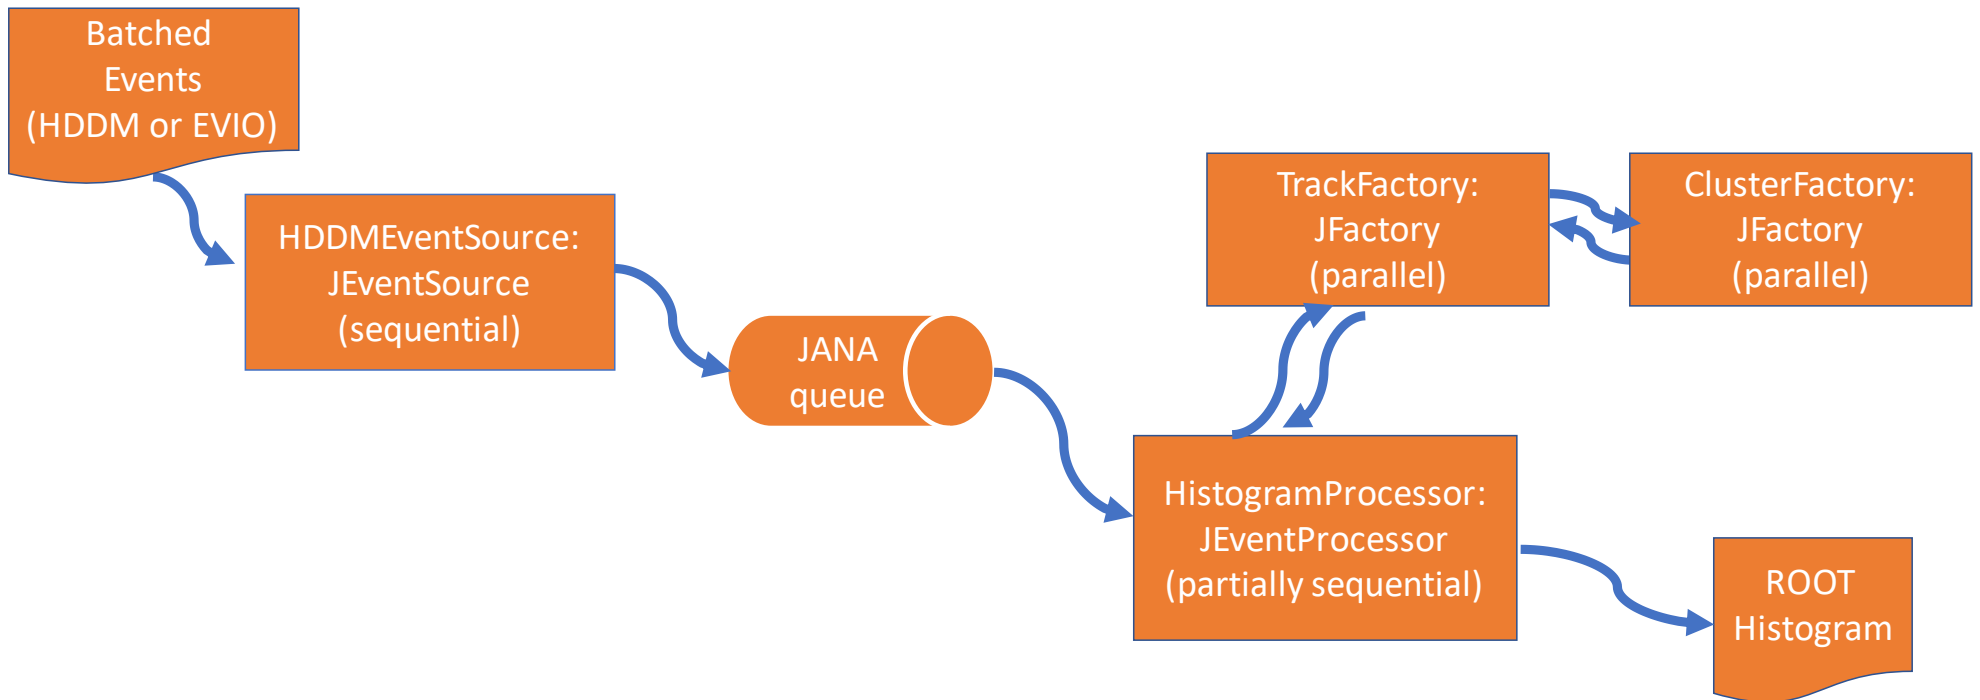 Batched
Events
(HDDM or EVIO)
HDDMEventSource:
JEventSource
(sequential)
JANA
queue
TrackFactory:
JFactory
(parallel)
ClusterFactory:
JFactory
(parallel)
HistogramProcessor:
JEventProcessor
(partially sequential)
ROOT
Histogram